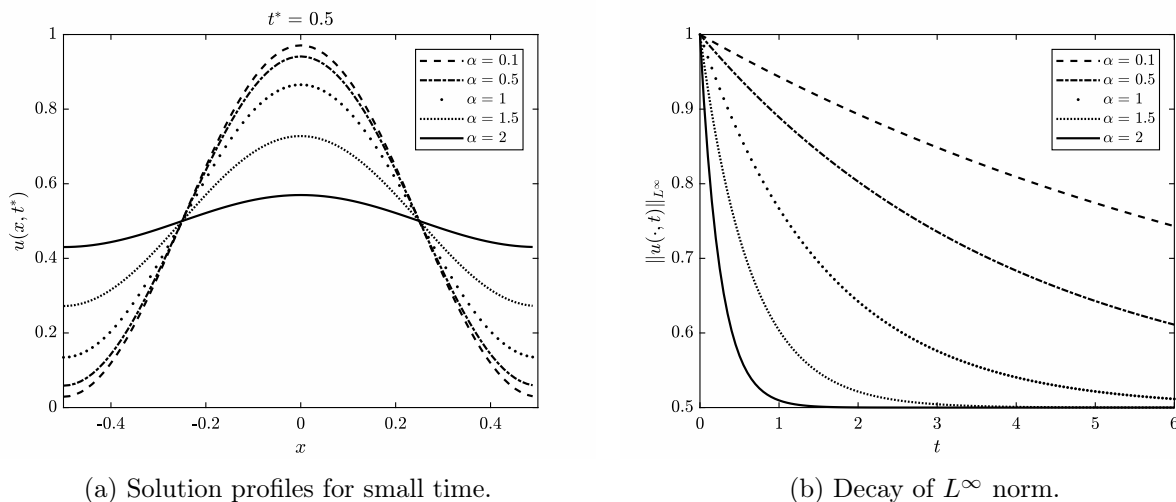 t* = 0.5
1
0.8
0.6
0.4
0.2
0
u(x, t*)
-0.4
-0.2
0
0.2
0.4
x
α = 0.1
α = 0.5
α = 1
α = 1.5
α = 2
(a) Solution profiles for small time.
1
0.9
0.8
0.7
0.6
0.5
||u(·, t)||L∞
0
1
2
3
4
5
6
t
α = 0.1
α = 0.5
α = 1
α = 1.5
α = 2
(b) Decay of L∞ norm.